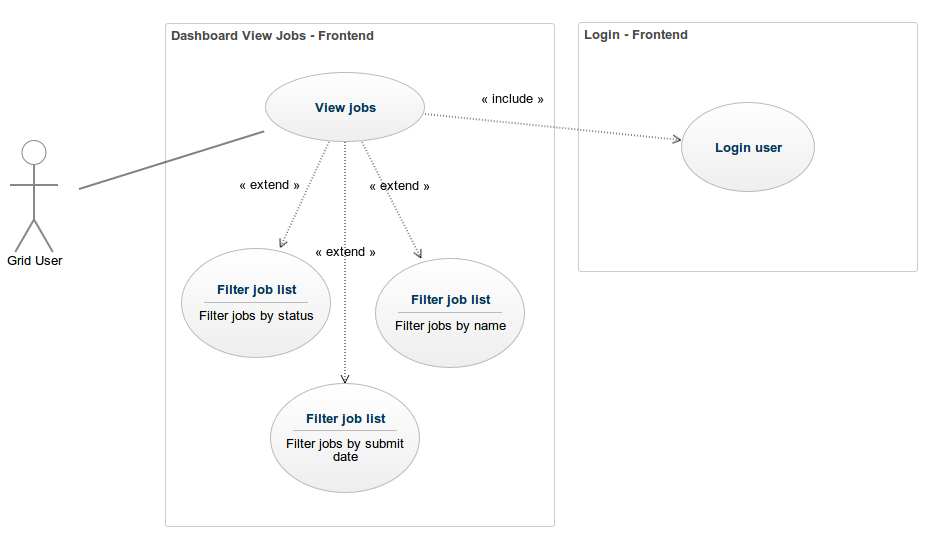 Dashboard View Jobs - Frontend
Login - Frontend
View jobs
« include »
Login user
Grid User
« extend »
« extend »
« extend »
Filter job list
Filter jobs by status
Filter job list
Filter jobs by name
Filter job list
Filter jobs by submit
date